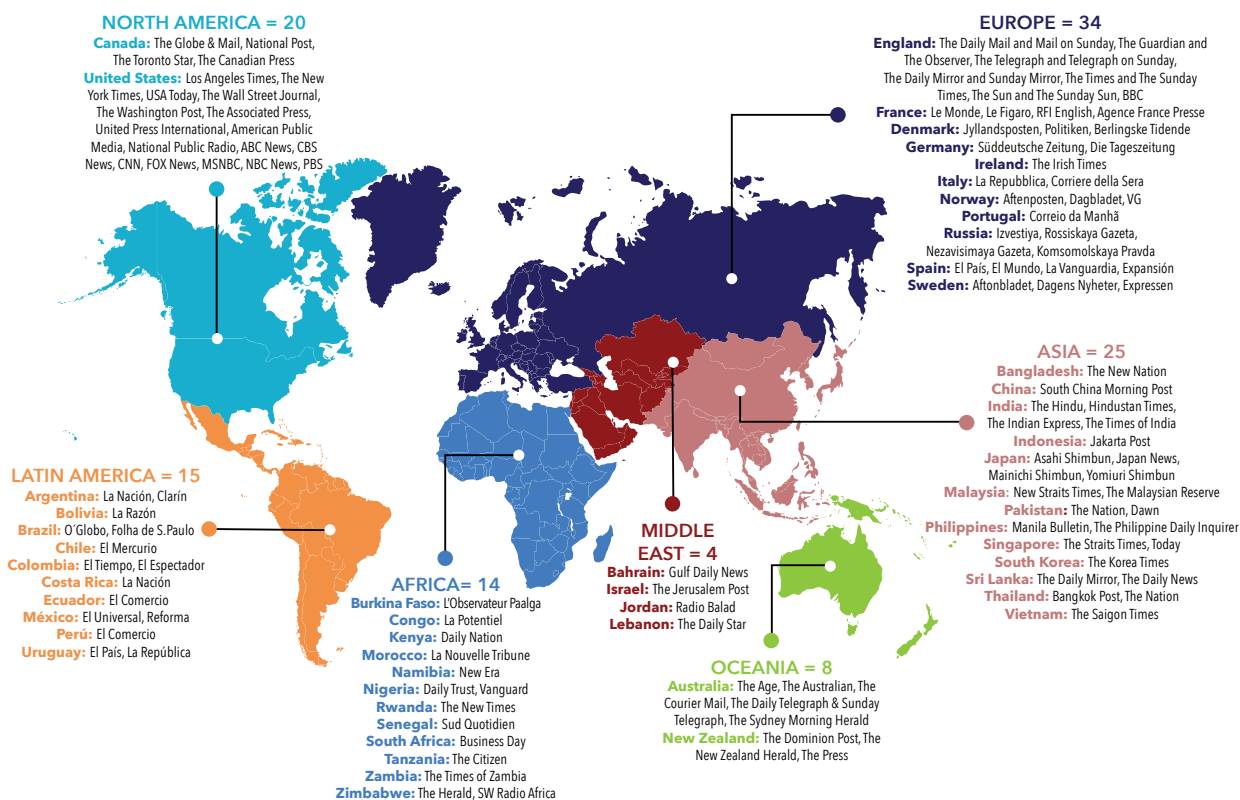 NORTH AMERICA = 20
Canada: The Globe & Mail, National Post,
The Toronto Star, The Canadian Press
United States: Los Angeles Times, The New
York Times, USA Today, The Wall Street Journal,
The Washington Post, The Associated Press,
United Press International, American Public
Media, National Public Radio, ABC News, CBS
News, CNN, FOX News, MSNBC, NBC News, PBS
EUROPE = 34
England: The Daily Mail and Mail on Sunday, The Guardian and
The Observer, The Telegraph and Telegraph on Sunday,
The Daily Mirror and Sunday Mirror, The Times and The Sunday
Times, The Sun and The Sunday Sun, BBC
France: Le Monde, Le Figaro, RFI English, Agence France Presse
Denmark: Jyllandsposten, Politiken, Berlingske Tidende
Germany: Süddeutsche Zeitung, Die Tageszeitung
Ireland: The Irish Times
Italy: La Repubblica, Corriere della Sera
Norway: Aftenposten, Dagbladet, VG
Portugal: Correio da Manhã
Russia: Izvestiya, Rossiskaya Gazeta,
Nezavisimaya Gazeta, Komsomolskaya Pravda
Spain: El País, El Mundo, La Vanguardia, Expansión
Sweden: Aftonbladet, Dagens Nyheter, Expressen
ASIA = 25
Bangladesh: The New Nation
China: South China Morning Post
India: The Hindu, Hindustan Times,
The Indian Express, The Times of India
Indonesia: Jakarta Post
Japan: Asahi Shimbun, Japan News,
Mainichi Shimbun, Yomiuri Shimbun
Malaysia: New Straits Times, The Malaysian Reserve
Pakistan: The Nation, Dawn
Philippines: Manila Bulletin, The Philippine Daily Inquirer
Singapore: The Straits Times, Today
South Korea: The Korea Times
Sri Lanka: The Daily Mirror, The Daily News
Thailand: Bangkok Post, The Nation
Vietnam: The Saigon Times
LATIN AMERICA = 15
Argentina: La Nación, Clarín
Bolivia: La Razón
Brazil: O´Globo, Folha de S.Paulo
Chile: El Mercurio
Colombia: El Tiempo, El Espectador
Costa Rica: La Nación
Ecuador: El Comercio
México: El Universal, Reforma
Perú: El Comercio
Uruguay: El País, La República
AFRICA= 14
Burkina Faso: L'Observateur Paalga
Congo: La Potentiel
Kenya: Daily Nation
Morocco: La Nouvelle Tribune
Namibia: New Era
Nigeria: Daily Trust, Vanguard
Rwanda: The New Times
Senegal: Sud Quotidien
South Africa: Business Day
Tanzania: The Citizen
Zambia: The Times of Zambia
Zimbabwe: The Herald, SW Radio Africa
MIDDLE
EAST = 4
Bahrain: Gulf Daily News
Israel: The Jerusalem Post
Jordan: Radio Balad
Lebanon: The Daily Star
OCEANIA = 8
Australia: The Age, The Australian, The
Courier Mail, The Daily Telegraph & Sunday
Telegraph, The Sydney Morning Herald
New Zealand: The Dominion Post, The
New Zealand Herald, The Press